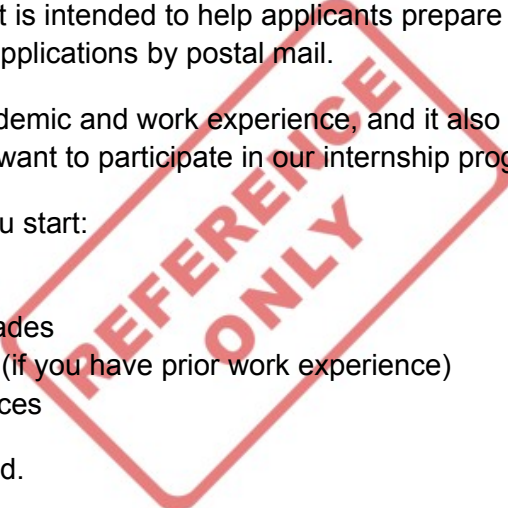 t is intended to help applicants prepare
pplications by postal mail.
demic and work experience, and it also
want to participate in our internship prog
u start:
ades
(if you have prior work experience)
ces
d.
REFERENCE
ONLY